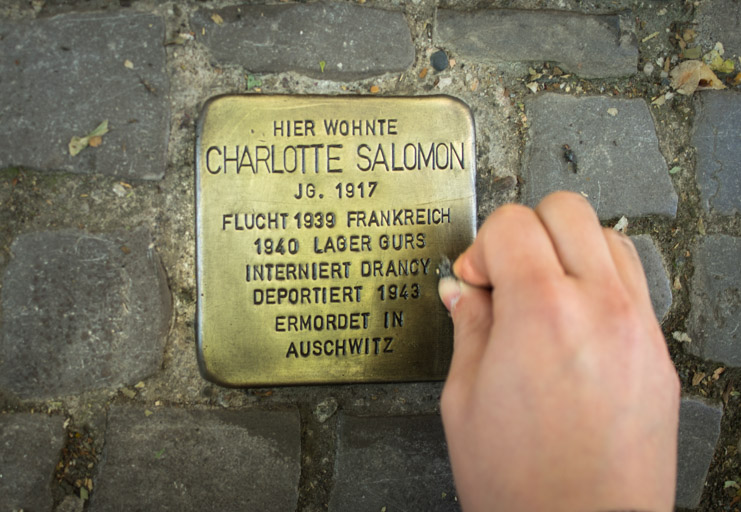 HIER WOHNTE
CHARLOTTE SALOMON
JG. 1917
FLUCHT 1939 FRANKREICH
1940 LAGER GURS
INTERNIERT DRANCY
DEPORTIERT 1943
ERMORDET IN
AUSCHWITZ